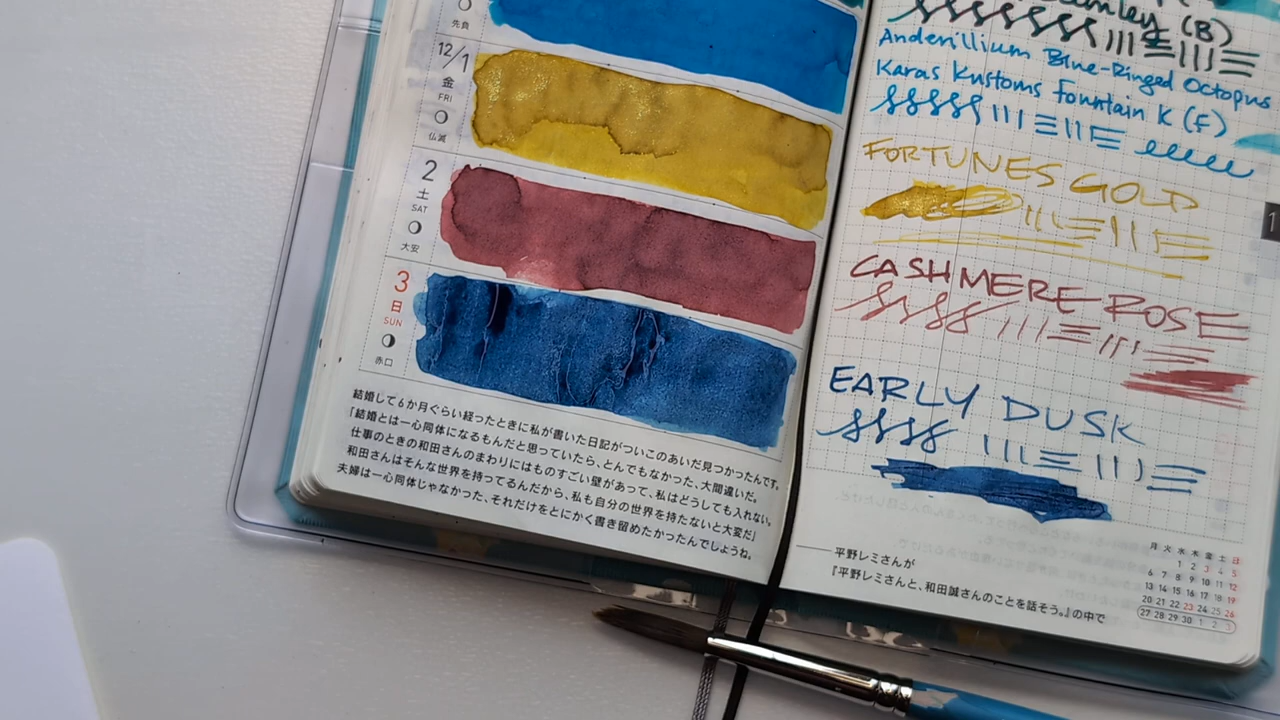 先負
12/1
金
FRI
仏滅
2
土
SAT
大安
3
日
SUN
赤口
結婚して6か月ぐらい経ったときに私が書いた日記がついこのあいだ見つかったんです。
「結婚とは一心同体になるもんだと思っていたら、とんでもなかった、大間違いだ。
仕事のときの和田さんのまわりにはものすごい壁があって、私はどうしても入れない。
和田さんはそんな世界を持ってるんだから、私も自分の世界を持たないと大変だ」
夫婦は一心同体じゃなかった、それだけをとにかく書き留めたかったんでしょうね。
(B)
Anderillium Blue-Ringed Octopus
Karas Kustoms Fountain K (F)
FORTUNES GOLD
CASHMERE ROSE
EARLY DUSK
1
——平野レミさんが
『平野レミさんと、和田誠さんのことを話そう。』の中で
月 火 水 木 金 土 日
1 2 3 4 5
6 7 8 9 10 11 12
13 14 15 16 17 18 19
20 21 22 23 24 25 26
27 28 29 30 1 2 3